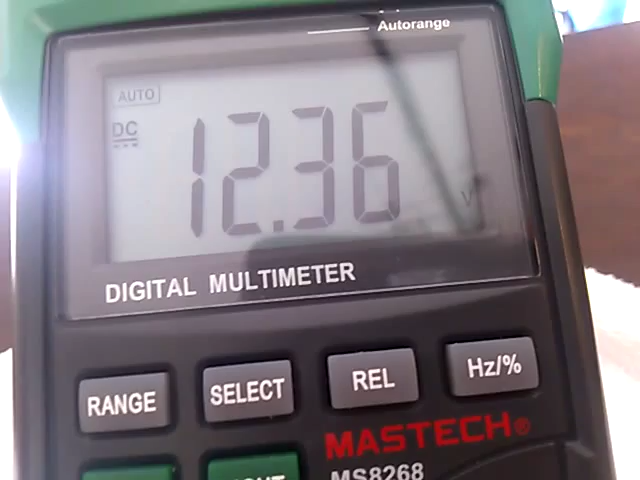 Autorange
AUTO
DC
12.36
V
DIGITAL MULTIMETER
RANGE
SELECT
REL
Hz/%
MASTECH®
MS8268